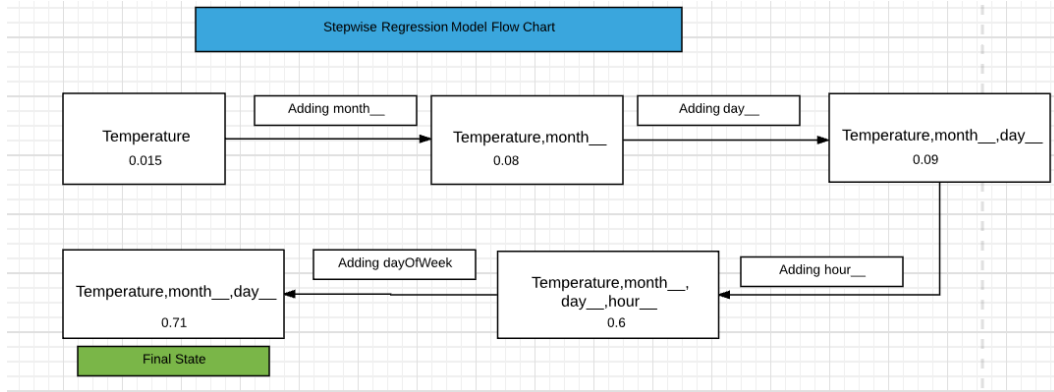 Stepwise Regression Model Flow Chart
Adding month__
Adding day__
Temperature
0.015
Temperature,month__
0.08
Temperature,month__,day__
0.09
Adding hour__
Temperature,month__,
day__,hour__
0.6
Adding dayOfWeek
Temperature,month__,day__
0.71
Final State